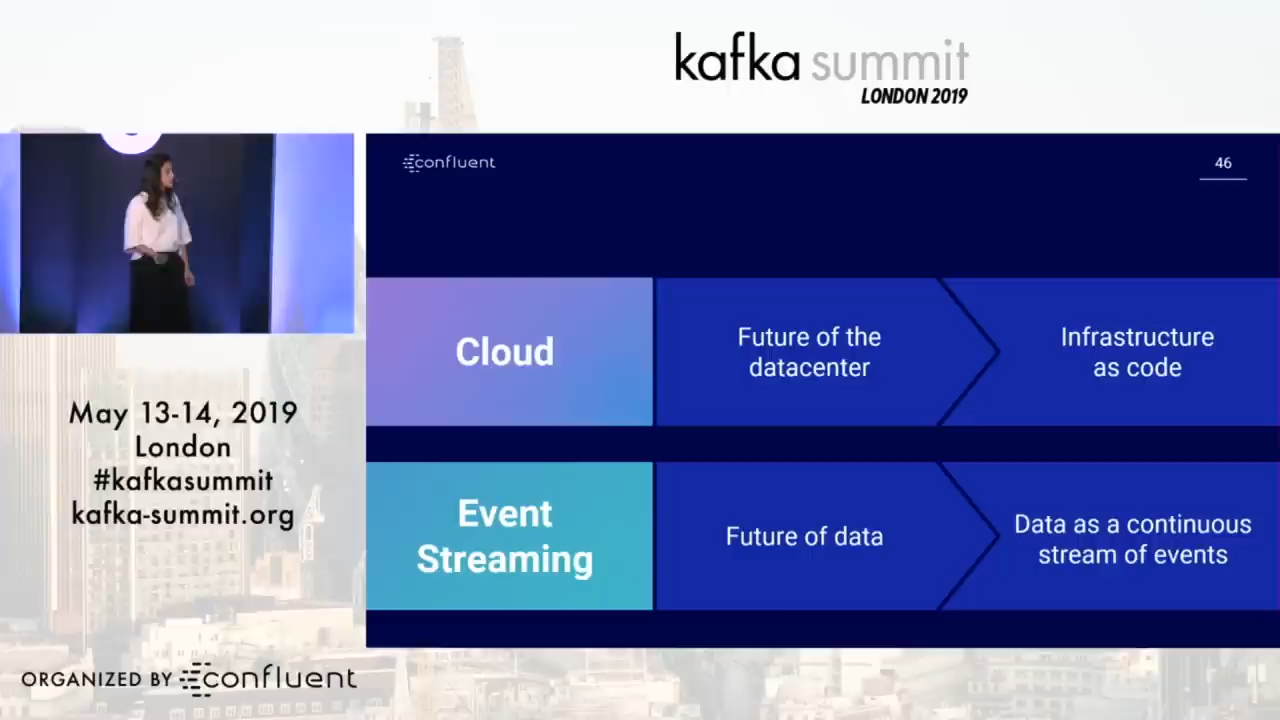 kafka summit
LONDON 2019
confluent
46
Cloud
Future of the
datacenter
Infrastructure
as code
Event
Streaming
Future of data
Data as a continuous
stream of events
May 13-14, 2019
London
#kafkasummit
kafka-summit.org
ORGANIZED BY confluent